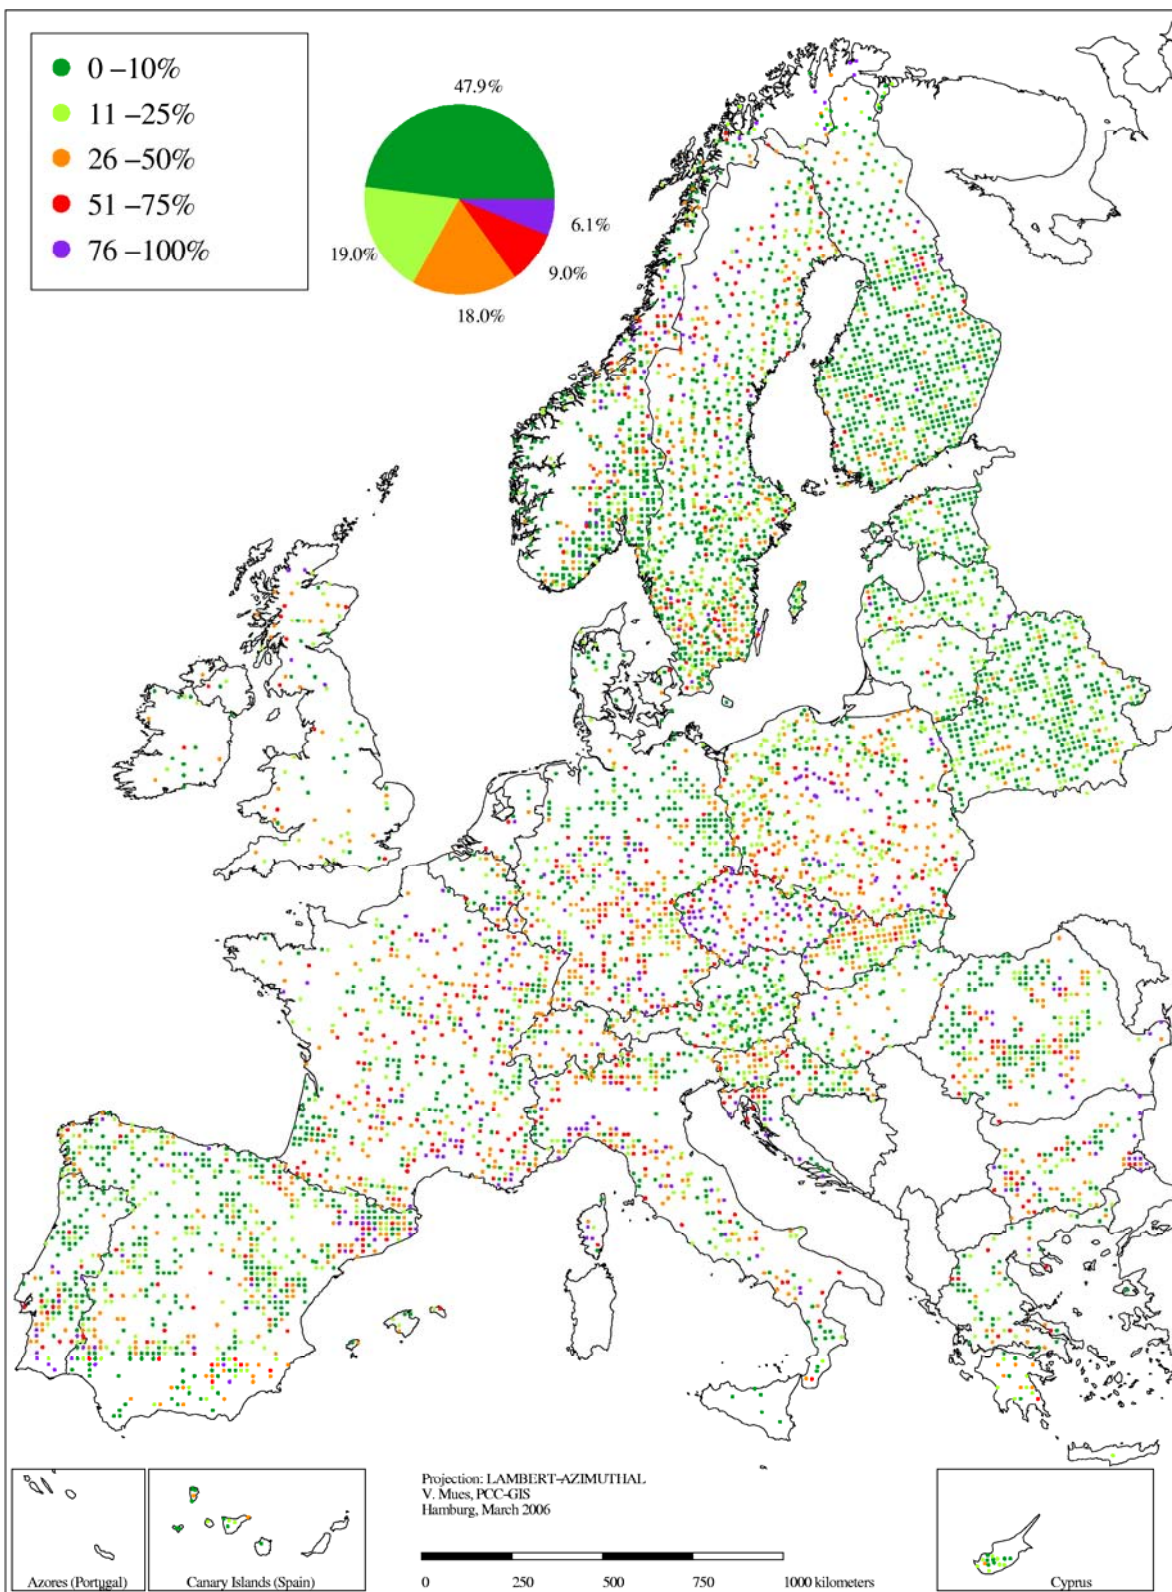 0 –10%
11 –25%
26 –50%
51 –75%
76 –100%
47.9%
6.1%
19.0%
9.0%
18.0%
Projection: LAMBERT-AZIMUTHAL
V. Mues, PCC-GIS
Hamburg, March 2006
Azores (Portugal)
Canary Islands (Spain)
0 250 500 750 1000 kilometers
Cyprus